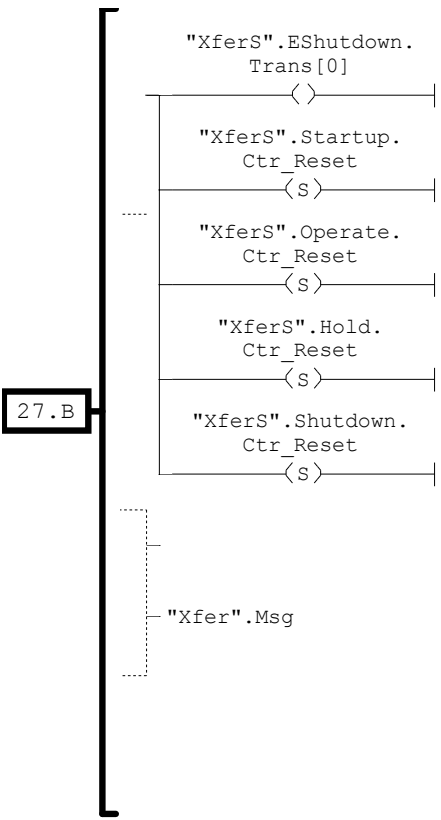 "XferS".EShutdown.
Trans[0]
"XferS".Startup.
Ctr_Reset
S
"XferS".Operate.
Ctr_Reset
S
"XferS".Hold.
Ctr_Reset
S
27.B
"XferS".Shutdown.
Ctr_Reset
S
"Xfer".Msg